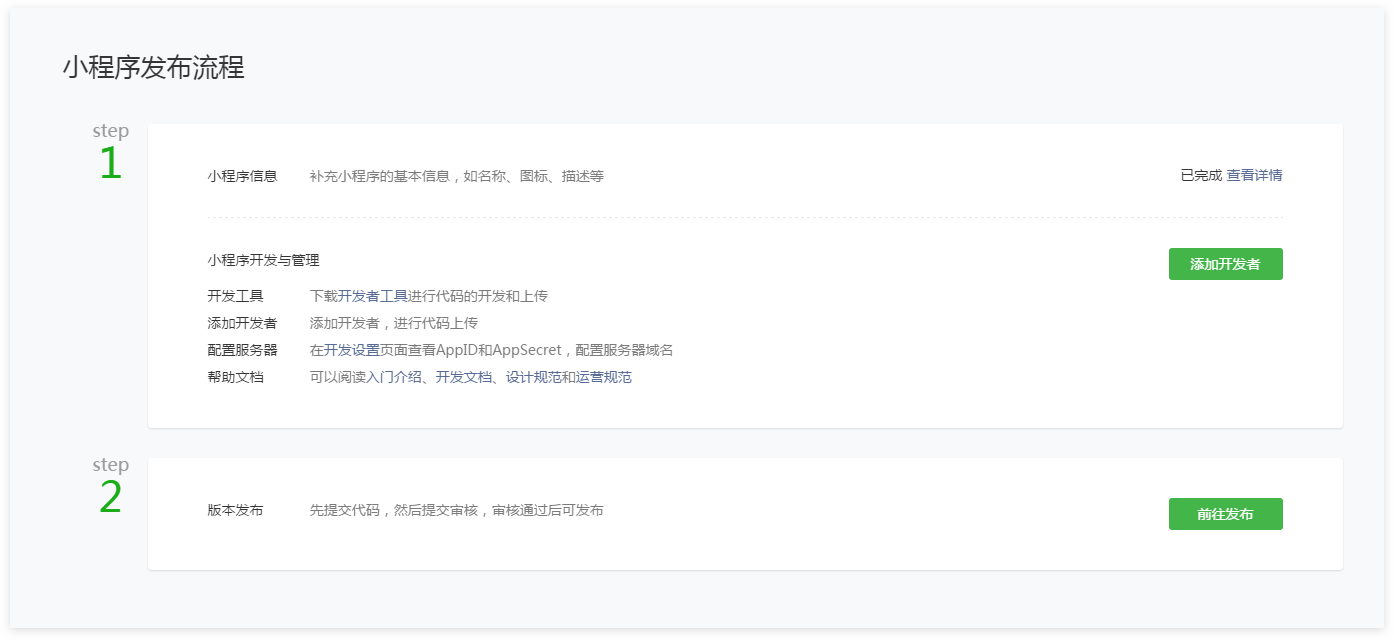 小程序发布流程
step
1
小程序信息 补充小程序的基本信息，如名称、图标、描述等 已完成 查看详情
小程序开发与管理 添加开发者
开发工具 下载开发者工具进行代码的开发和上传
添加开发者 添加开发者，进行代码上传
配置服务器 在开发设置页面查看AppID和AppSecret，配置服务器域名
帮助文档 可以阅读入门介绍、开发文档、设计规范和运营规范
step
2
版本发布 先提交代码，然后提交审核，审核通过后可发布 前往发布